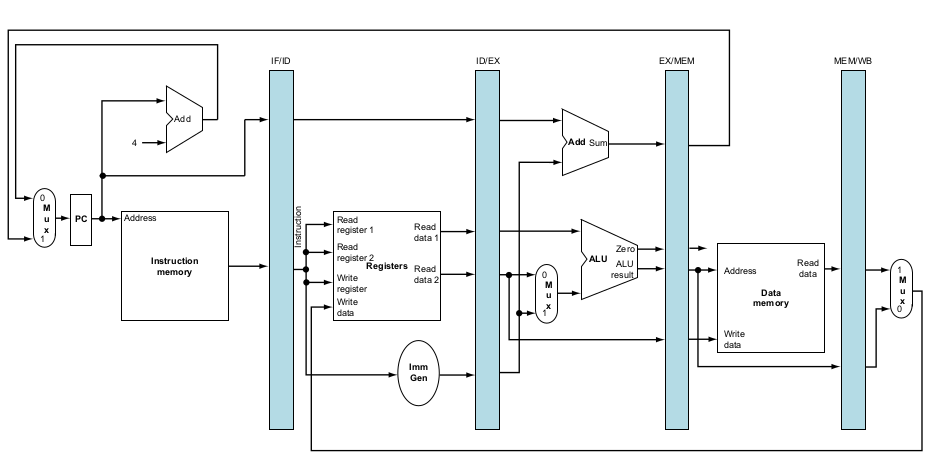 IF/ID
ID/EX
EX/MEM
MEM/WB
Add
4
0
M
u
x
1
PC
Address
Instruction
memory
Instruction
Read
register 1
Read
register 2
Registers
Write
register
Write
data
Read
data 1
Read
data 2
Imm
Gen
Add Sum
0
M
u
x
1
Zero
ALU
ALU
result
Address
Read
data
Data
memory
Write
data
1
M
u
x
0